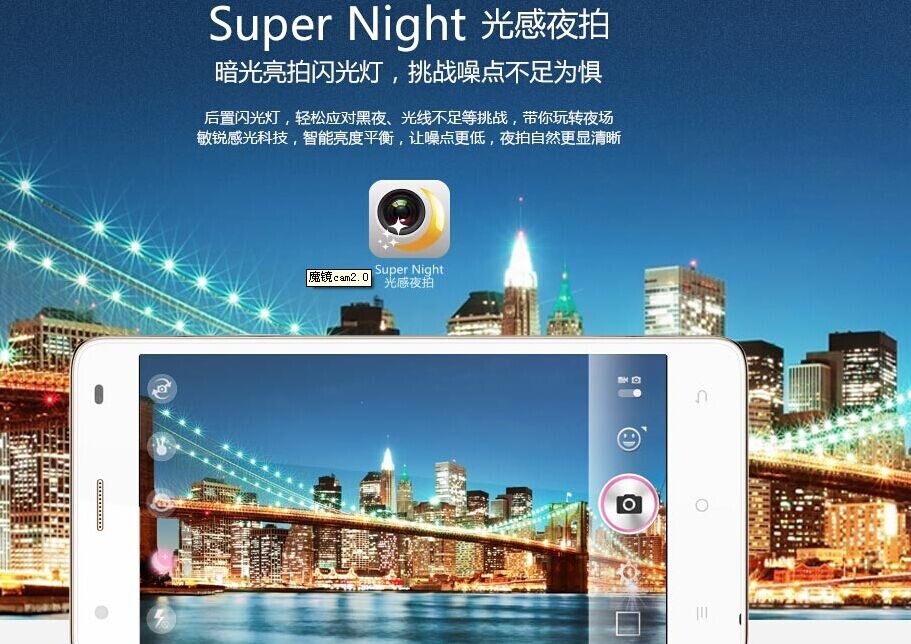 Super Night 光感夜拍
暗光亮拍闪光灯，挑战噪点不足为惧
后置闪光灯，轻松应对黑夜、光线不足等挑战，带你玩转夜场
敏锐感光科技，智能亮度平衡，让噪点更低，夜拍自然更显清晰
Super Night
魔镜cam2.0
光感夜拍